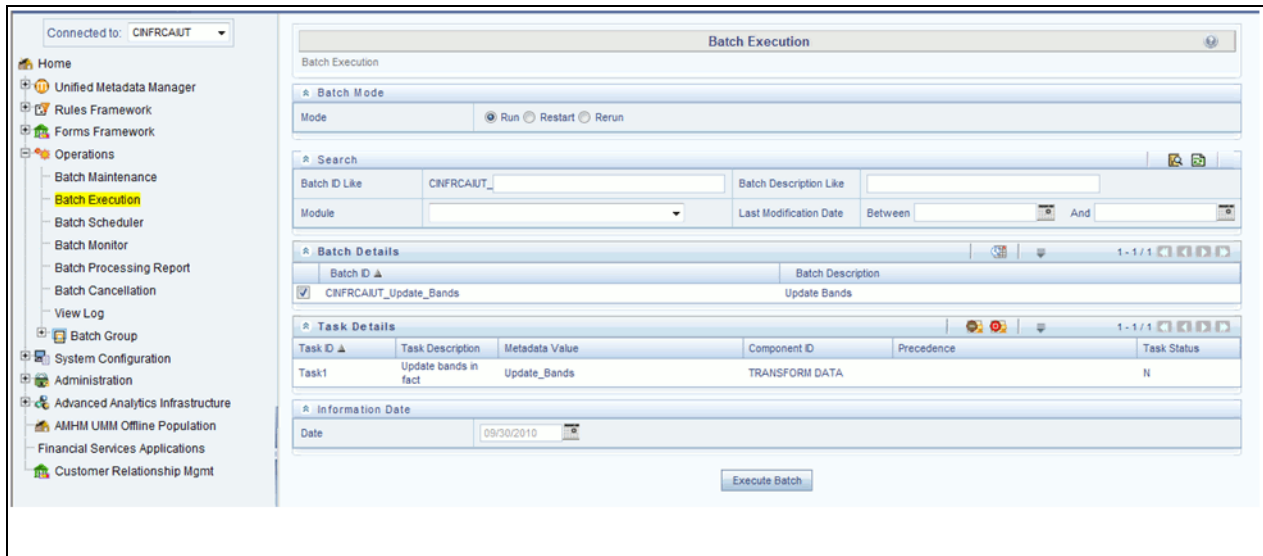 Connected to: CINFRCAIUT
Home
Unified Metadata Manager
Rules Framework
Forms Framework
Operations
Batch Maintenance
Batch Execution
Batch Scheduler
Batch Monitor
Batch Processing Report
Batch Cancellation
View Log
Batch Group
System Configuration
Administration
Advanced Analytics Infrastructure
AMHM UMM Offline Population
Financial Services Applications
Customer Relationship Mgmt
Batch Execution
Batch Execution
Batch Mode
Mode Run Restart Rerun
Search
Batch ID Like CINFRCAIUT_ Batch Description Like
Module Last Modification Date Between And
Batch Details 1 - 1 / 1
Batch ID Batch Description
CINFRCAIUT_Update_Bands Update Bands
Task Details 1 - 1 / 1
Task ID Task Description Metadata Value Component ID Precedence Task Status
Task1 Update bands in fact Update_Bands TRANSFORM DATA N
Information Date
Date 09/30/2010
Execute Batch